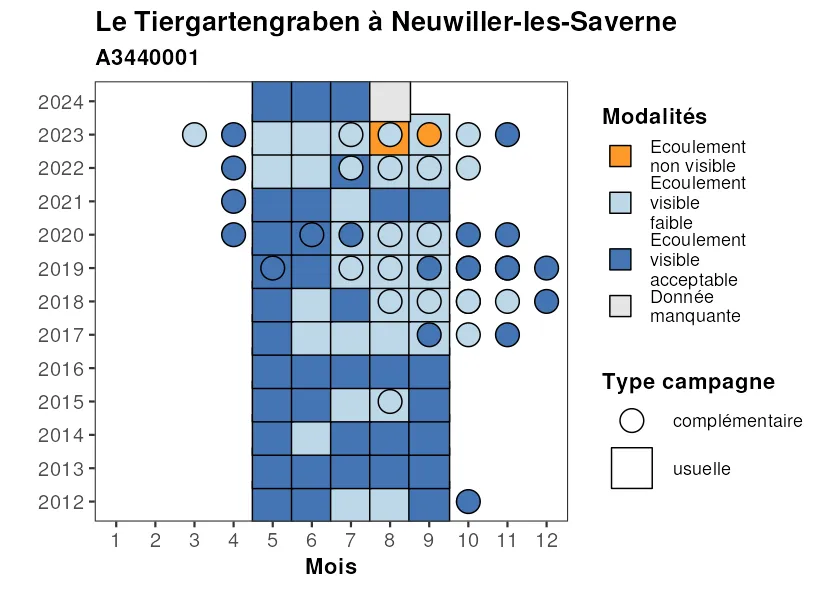 Le Tiergartengraben à Neuwiller-les-Saverne
A3440001
2024
2023
2022
2021
2020
2019
2018
2017
2016
2015
2014
2013
2012
1 2 3 4 5 6 7 8 9 10 11 12
Mois
Modalités
Ecoulement
non visible
Ecoulement
visible
faible
Ecoulement
visible
acceptable
Donnée
manquante
Type campagne
complémentaire
usuelle